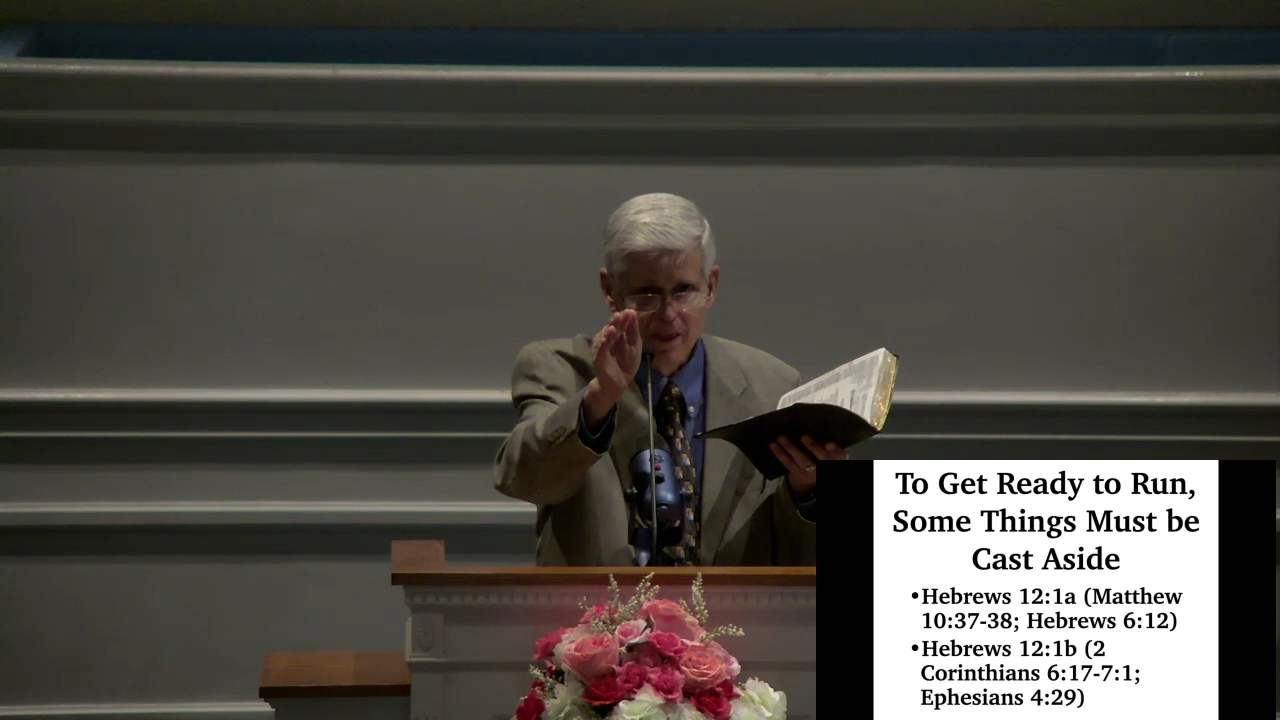 To Get Ready to Run,
Some Things Must be
Cast Aside
•Hebrews 12:1a (Matthew
10:37-38; Hebrews 6:12)
•Hebrews 12:1b (2
Corinthians 6:17-7:1;
Ephesians 4:29)